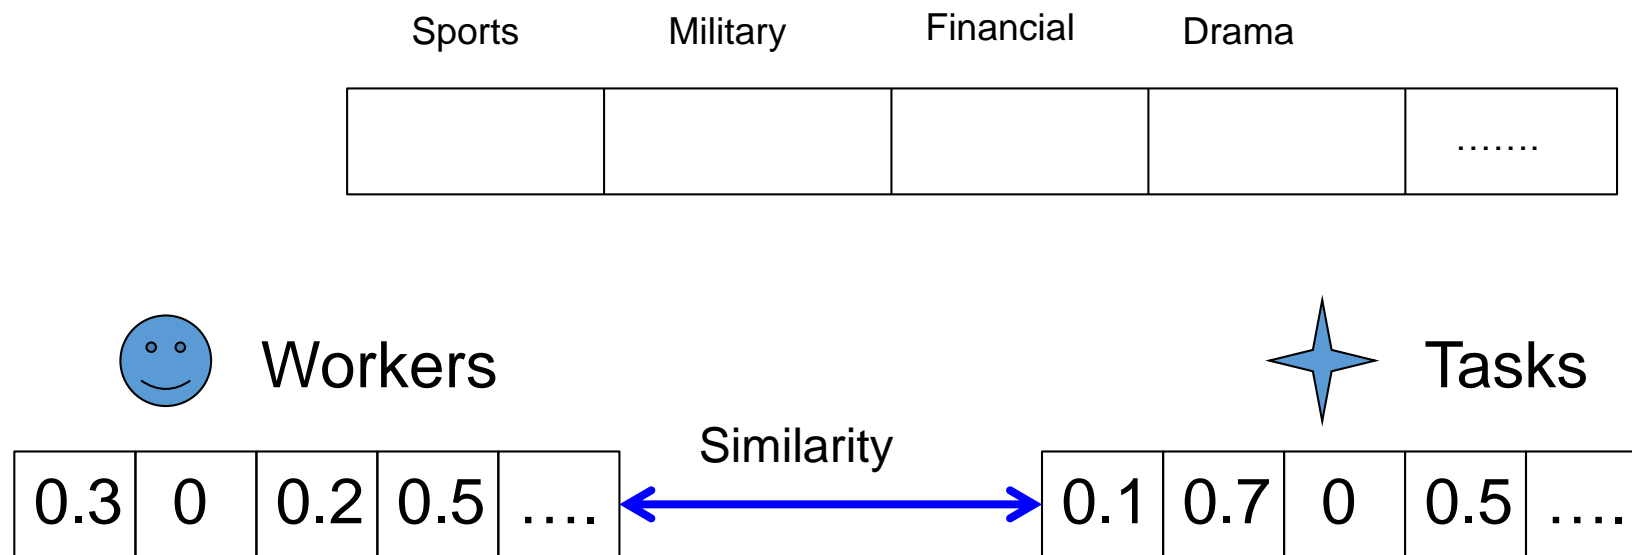 Sports Military Financial Drama
.......
Workers Tasks
Similarity
0.3 0 0.2 0.5 .... 0.1 0.7 0 0.5 ....